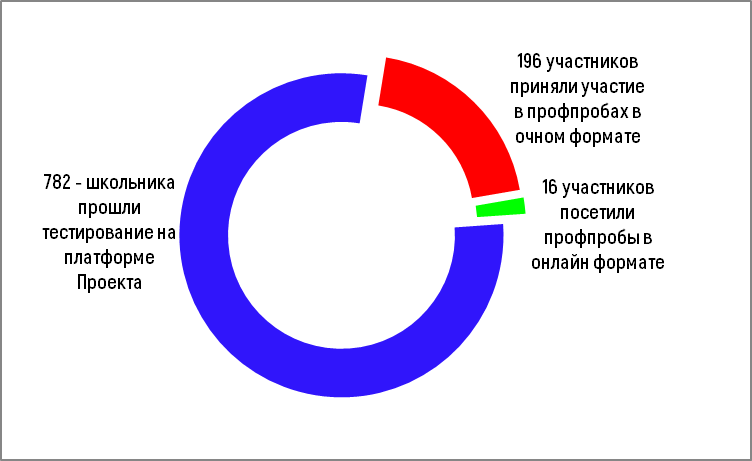 196 участников
приняли участие
в профпробах в
очном формате
16 участников
посетили
профпробы в
онлайн формате
782 - школьника
прошли
тестирование на
платформе
Проекта